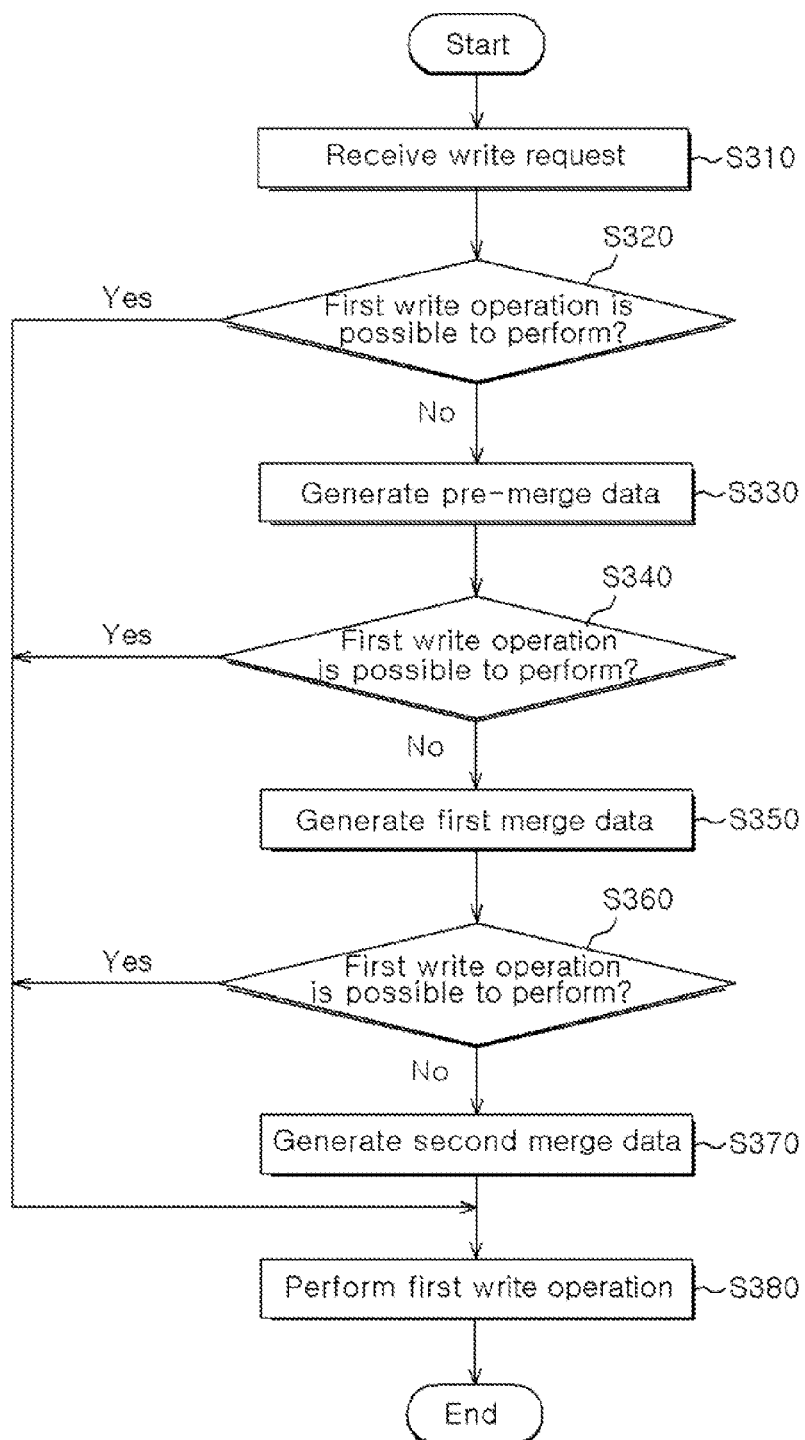 Start
Receive write request
S310
S320
Yes
First write operation is
possible to perform?
No
Generate pre-merge data
S330
S340
Yes
First write operation
is possible to perform?
No
Generate first merge data
S350
S360
Yes
First write operation
is possible to perform?
No
Generate second merge data
S370
Perform first write operation
S380
End